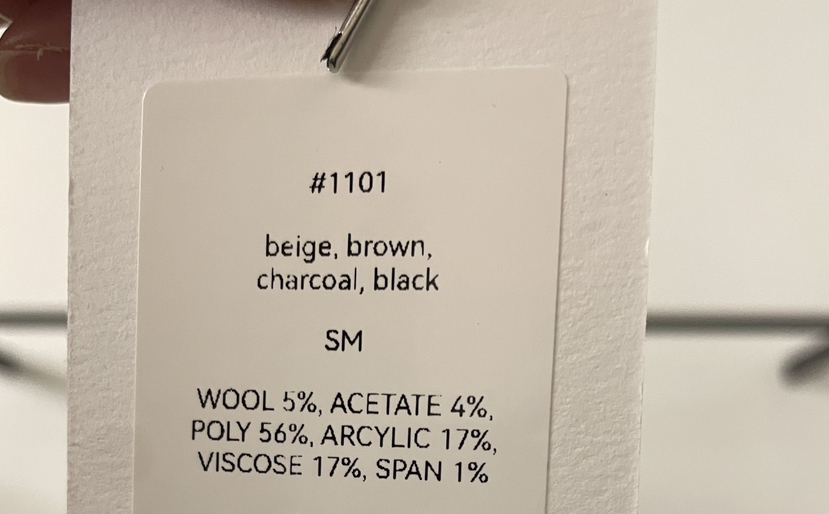 #1101
beige, brown,
charcoal, black
SM
WOOL 5%, ACETATE 4%,
POLY 56%, ARCYLIC 17%,
VISCOSE 17%, SPAN 1%